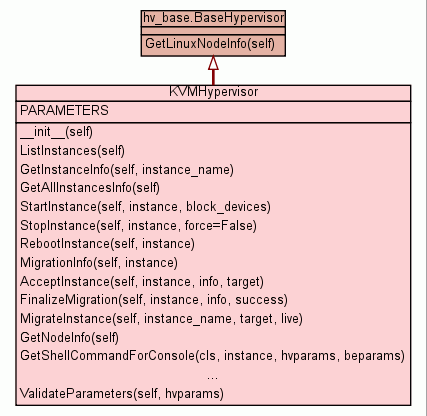 hv_base.BaseHypervisor
GetLinuxNodeInfo(self)
KVMHypervisor
PARAMETERS
__init__(self)
ListInstances(self)
GetInstanceInfo(self, instance_name)
GetAllInstancesInfo(self)
StartInstance(self, instance, block_devices)
StopInstance(self, instance, force=False)
RebootInstance(self, instance)
MigrationInfo(self, instance)
AcceptInstance(self, instance, info, target)
FinalizeMigration(self, instance, info, success)
MigrateInstance(self, instance_name, target, live)
GetNodeInfo(self)
GetShellCommandForConsole(cls, instance, hvparams, beparams)
...
ValidateParameters(self, hvparams)